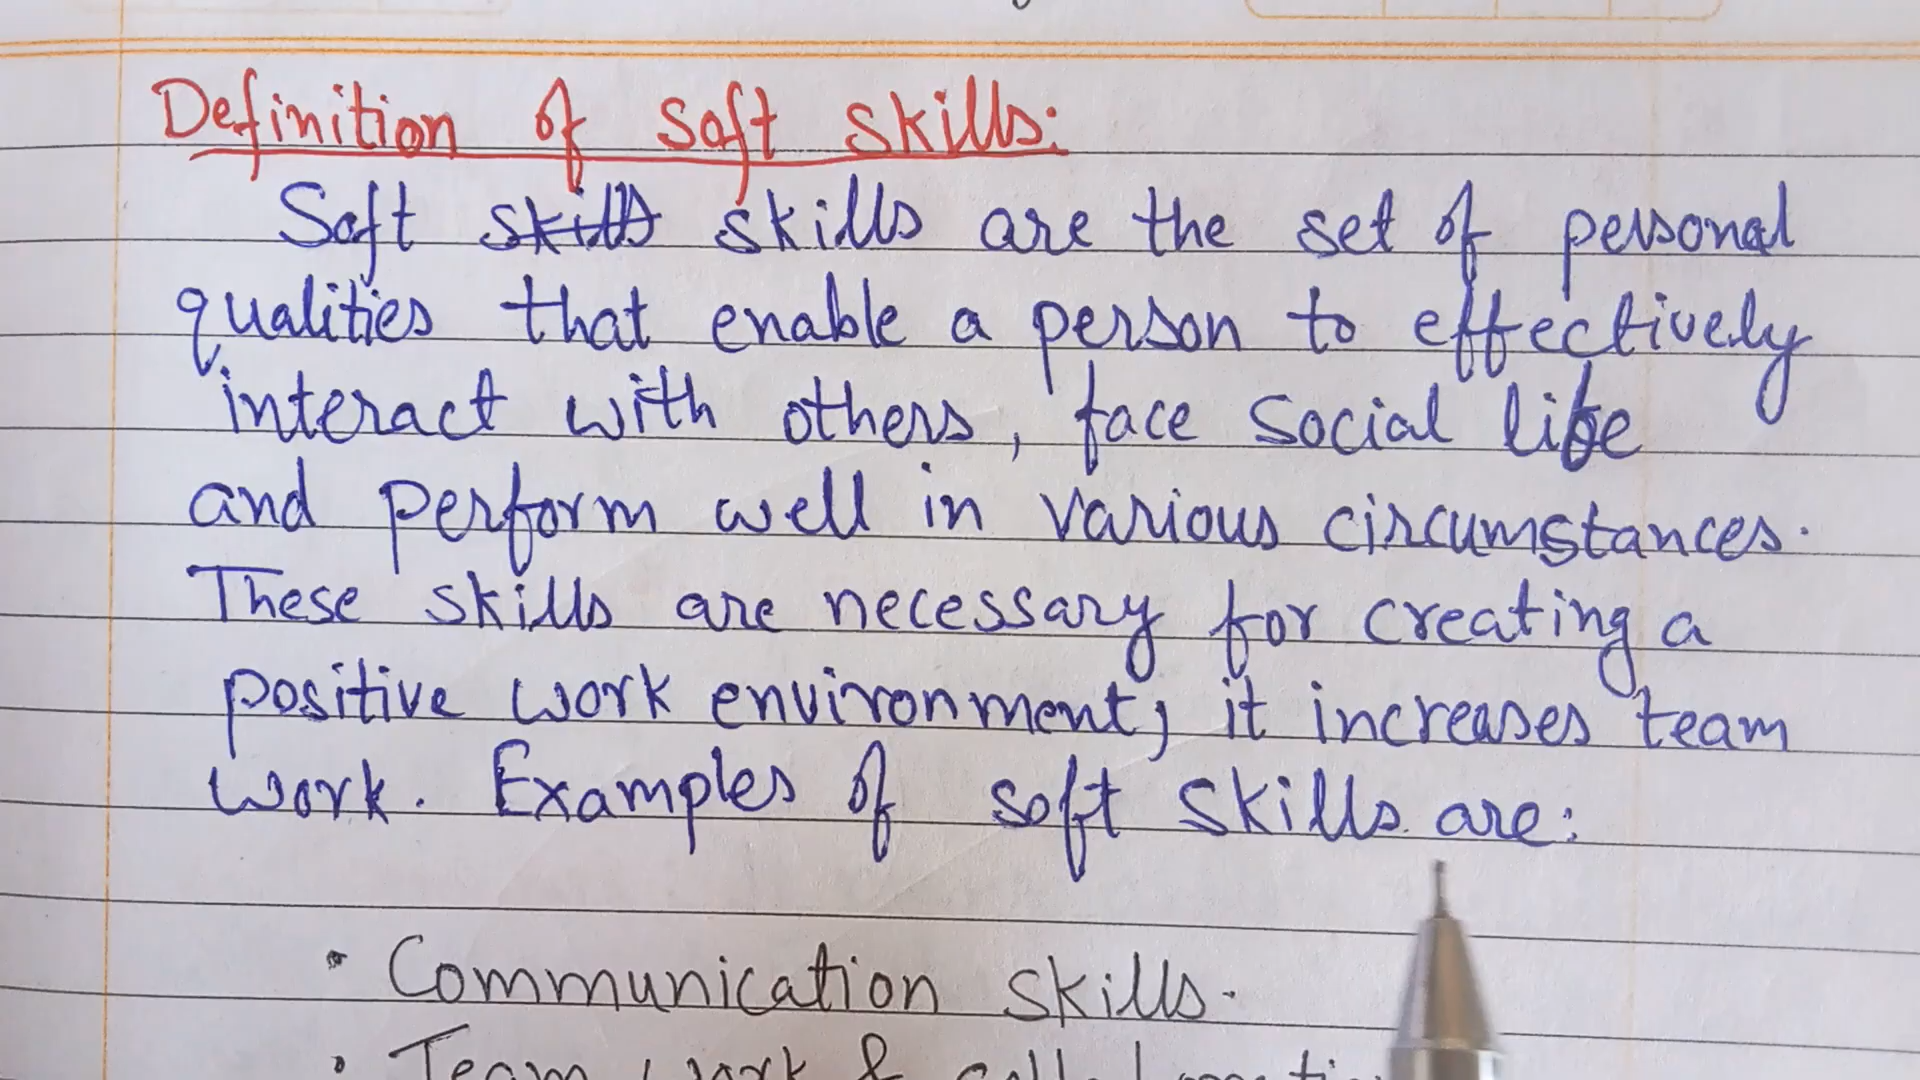 Definition of soft skills:
Soft skills skills are the set of personal
qualities that enable a person to effectively
interact with others, face social life
and perform well in various circumstances.
These skills are necessary for creating a
positive work environment, it increases team
work. Examples of soft skills are:
• Communication skills.
• Team work &